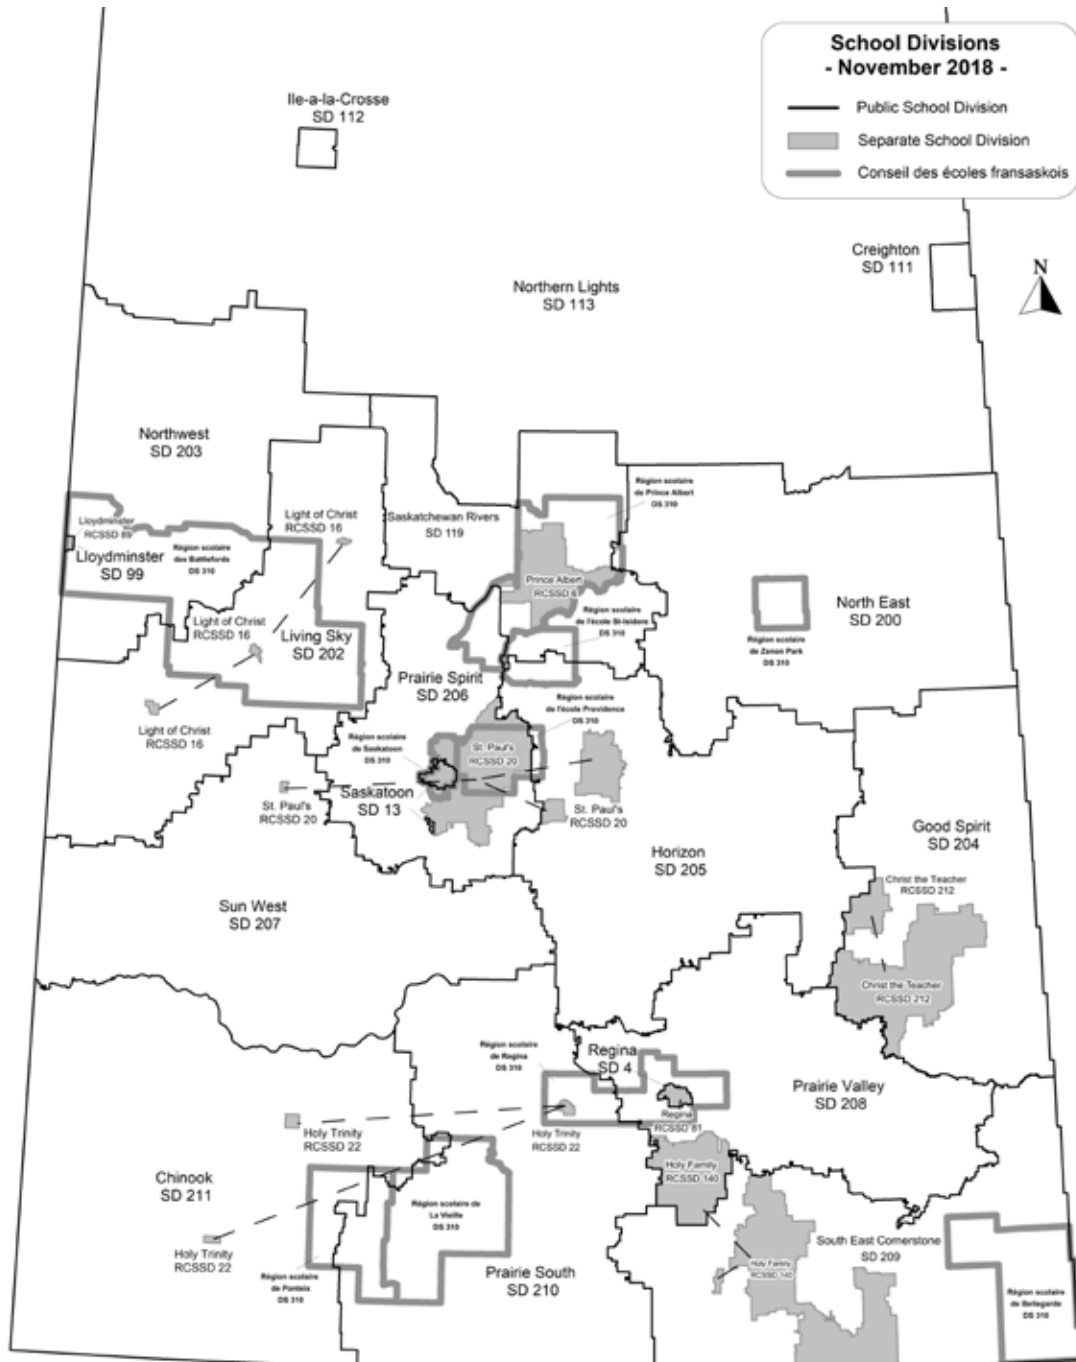 School Divisions
- November 2018 -
Public School Division
Separate School Division
Conseil des écoles fransaskois
N
Ile-a-la-Crosse
SD 112
Creighton
SD 111
Northern Lights
SD 113
Northwest
SD 203
Light of Christ
RCSSD 16
Saskatchewan Rivers
SD 119
Région scolaire
de Prince Albert
DS 310
Lloydminster
RCSSD 89
Lloydminster
SD 99
Région scolaire
des Battlefords
DS 310
Prince Albert
RCSSD 6
North East
SD 200
Région scolaire
de l'école St-Isidore
DS 310
Région scolaire
de Zenon Park
DS 310
Light of Christ
RCSSD 16
Living Sky
SD 202
Prairie Spirit
SD 206
Région scolaire
de l'école Providence
DS 310
Light of Christ
RCSSD 16
Région scolaire
de Saskatoon
DS 310
St. Paul's
RCSSD 20
Saskatoon
SD 13
St. Paul's
RCSSD 20
St. Paul's
RCSSD 20
Good Spirit
SD 204
Horizon
SD 205
Christ the Teacher
RCSSD 212
Sun West
SD 207
Christ the Teacher
RCSSD 212
Région scolaire
de Regina
DS 310
Regina
SD 4
Prairie Valley
SD 208
Regina
RCSSD 81
Holy Trinity
RCSSD 22
Holy Trinity
RCSSD 22
Holy Family
RCSSD 140
Chinook
SD 211
Région scolaire de
La Vieille
DS 310
Holy Trinity
RCSSD 22
South East Cornerstone
SD 209
Holy Family
RCSSD 140
Région scolaire
de Ponteix
DS 310
Prairie South
SD 210
Région scolaire
de Bellegarde
DS 310